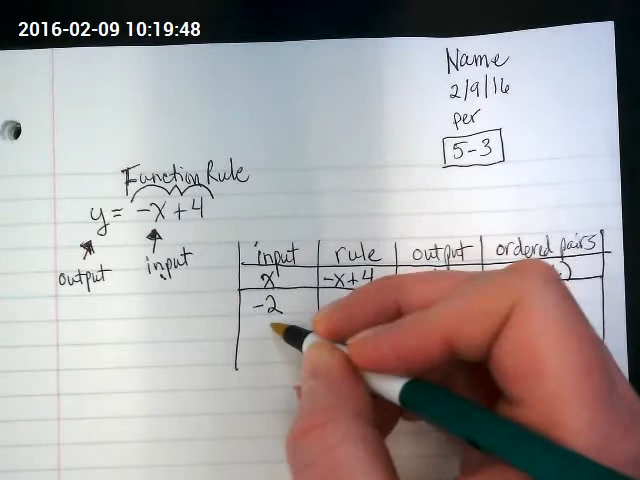 2016-02-09 10:19:48
Name
2/9/16
per
5-3
Function Rule
y = -x + 4
output
input
input rule output ordered pairs
x -x+4
-2